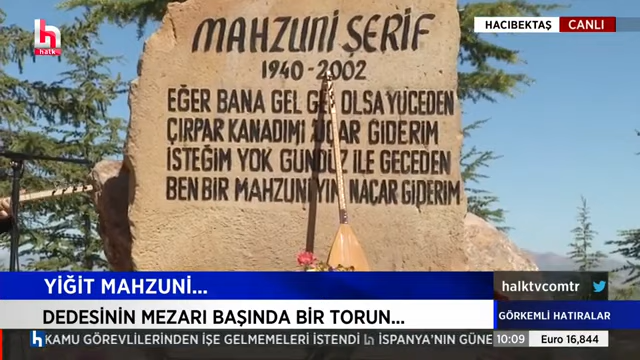 h
halk
HACIBEKTAŞ CANLI
MAHZUNİ ŞERİF
1940-2002
EĞER BANA GEL GEL OLSA YÜCEDEN
ÇIRPAR KANADIMI UÇAR GİDERİM
İSTEĞİM YOK GÜNDÜZ İLE GECEDEN
BEN BİR MAHZUNİ'YİM NAÇAR GİDERİM
YİĞİT MAHZUNİ...
halktvcomtr
DEDESİNİN MEZARI BAŞINDA BİR TORUN...
GÖRKEMLİ HATIRALAR
h KAMU GÖREVLİLERİNDEN İŞE GELMEMELERİ İSTENDİ h İSPANYA'NIN GÜNE 10:09 Euro 16,844